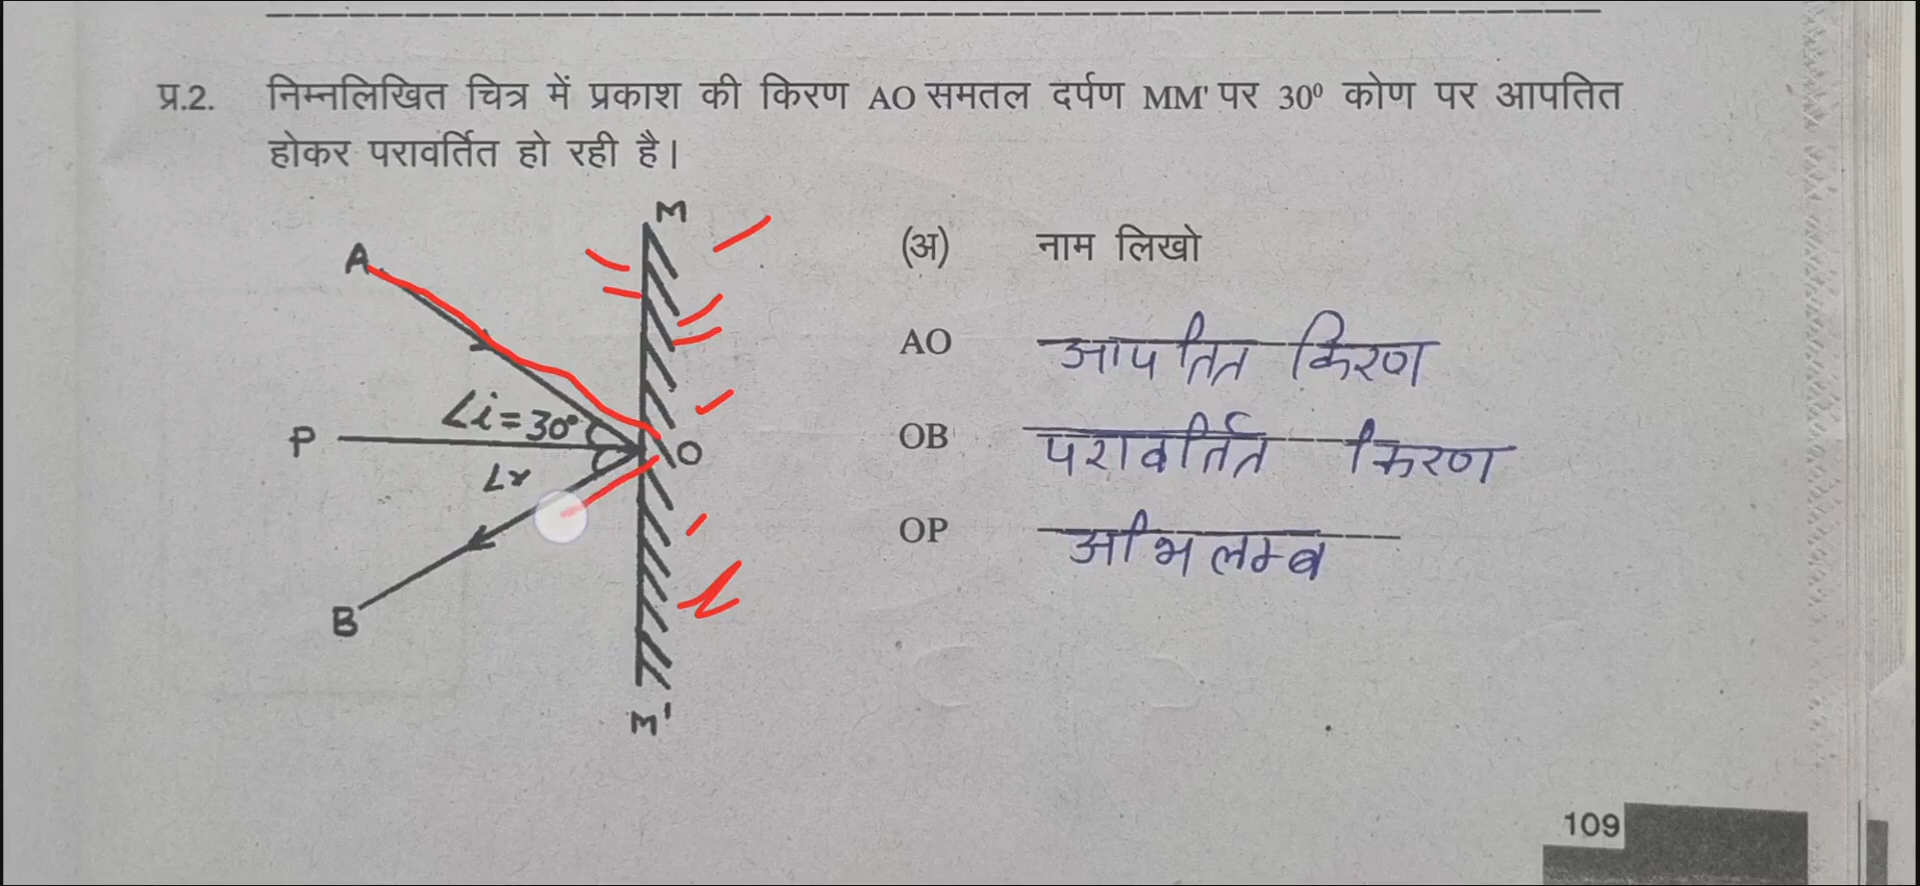 प्र.2. निम्नलिखित चित्र में प्रकाश की किरण AO समतल दर्पण MM' पर 30⁰ कोण पर आपतित
होकर परावर्तित हो रही है।
M
A
(अ) नाम लिखो
AO आपतित किरण
∠i = 30°
P
O
OB परावर्तित किरण
∠r
OP अभिलम्ब
B
M'
109